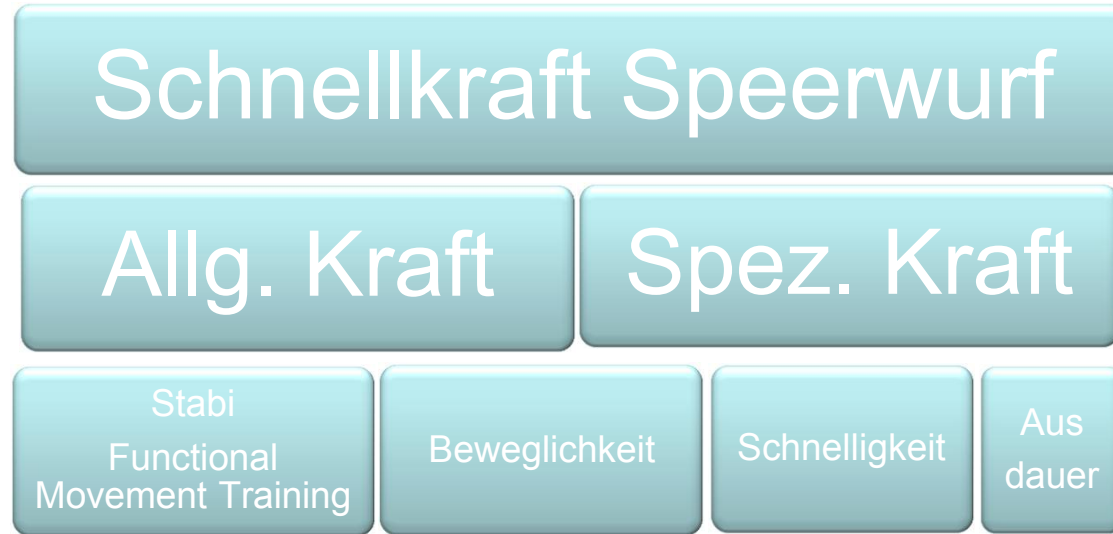 Schnellkraft Speerwurf
Allg. Kraft
Spez. Kraft
Stabi
Functional
Movement Training
Beweglichkeit
Schnelligkeit
Aus
dauer